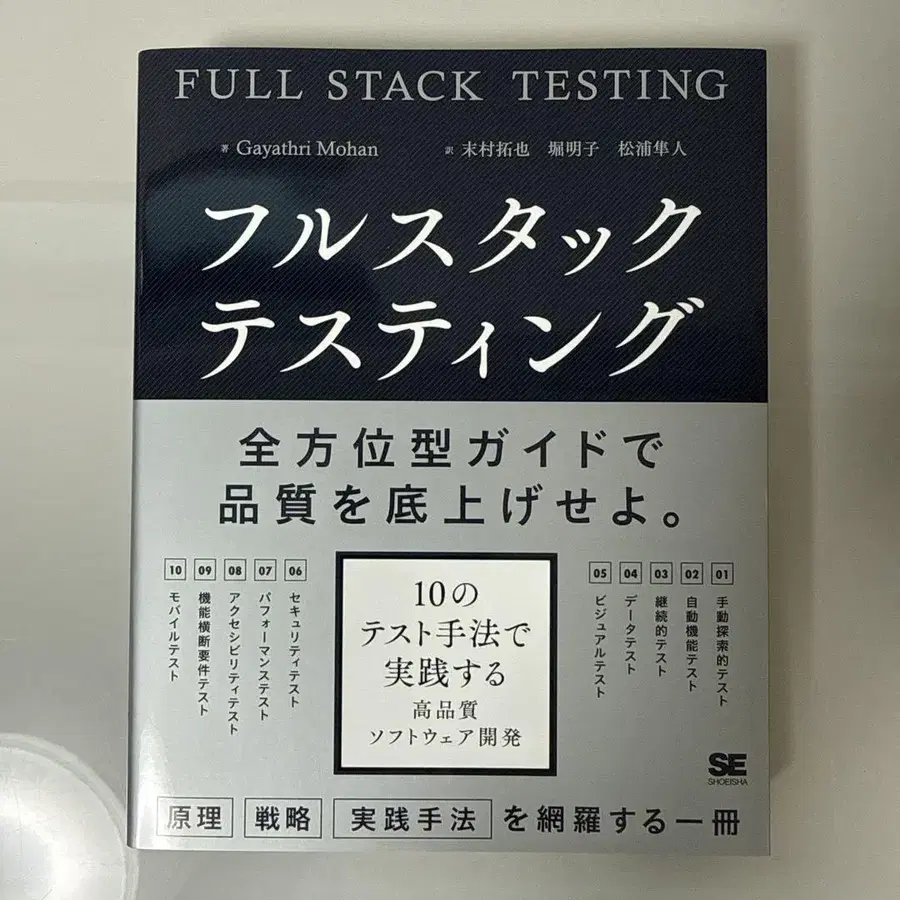 FULL STACK TESTING
著 Gayathri Mohan 訳 末村拓也 堀明子 松浦隼人
フルスタック
テスティング
全方位型ガイドで
品質を底上げせよ。
01 手動探索的テスト
02 自動機能テスト
03 継続的テスト
04 データテスト
05 ビジュアルテスト
10の
テスト手法で
実践する
高品質
ソフトウェア開発
06 セキュリティテスト
07 パフォーマンステスト
08 アクセシビリティテスト
09 機能横断要件テスト
10 モバイルテスト
SE
SHOEISHA
原理 戦略 実践手法 を網羅する一冊